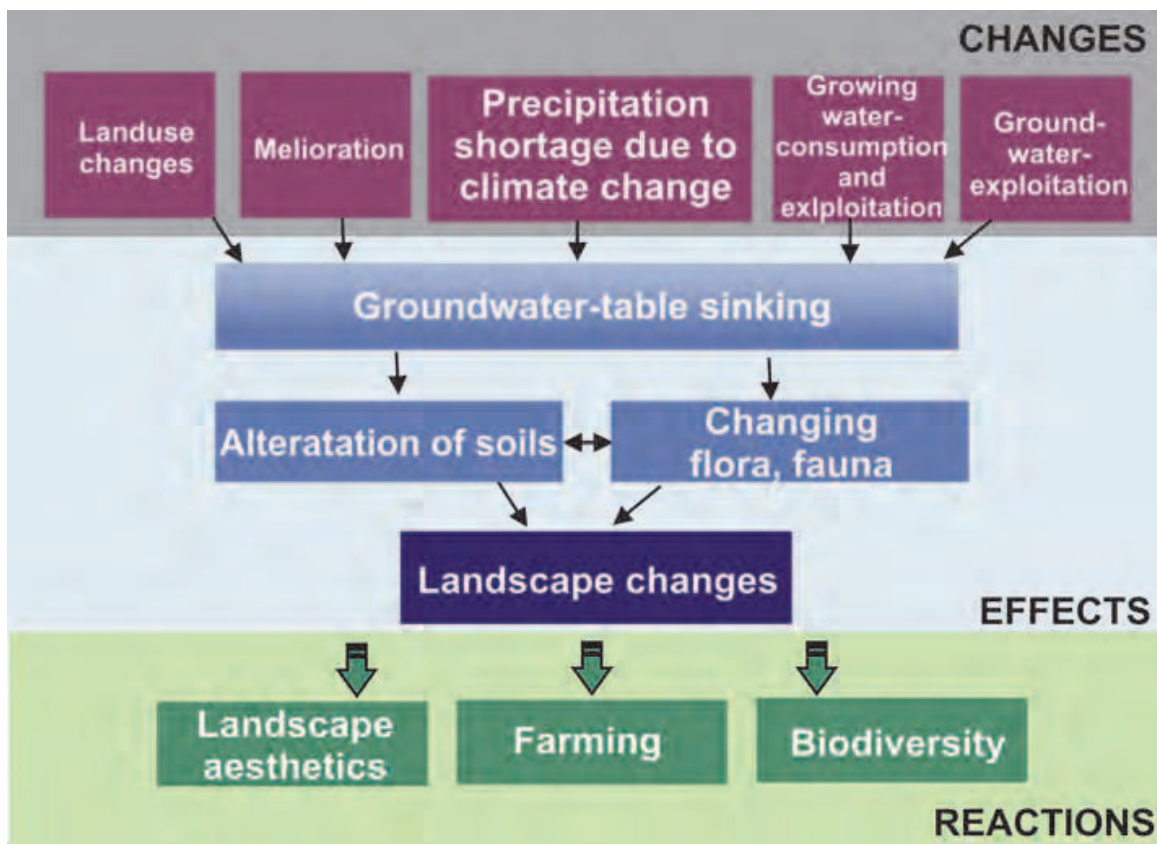 CHANGES
Landuse
changes
Melioration
Precipitation
shortage due to
climate change
Growing
water-
consumption
and
exlploitation
Ground-
water-
exploitation
Groundwater-table sinking
Alteratation of soils
Changing
flora, fauna
Landscape changes
EFFECTS
Landscape
aesthetics
Farming
Biodiversity
REACTIONS